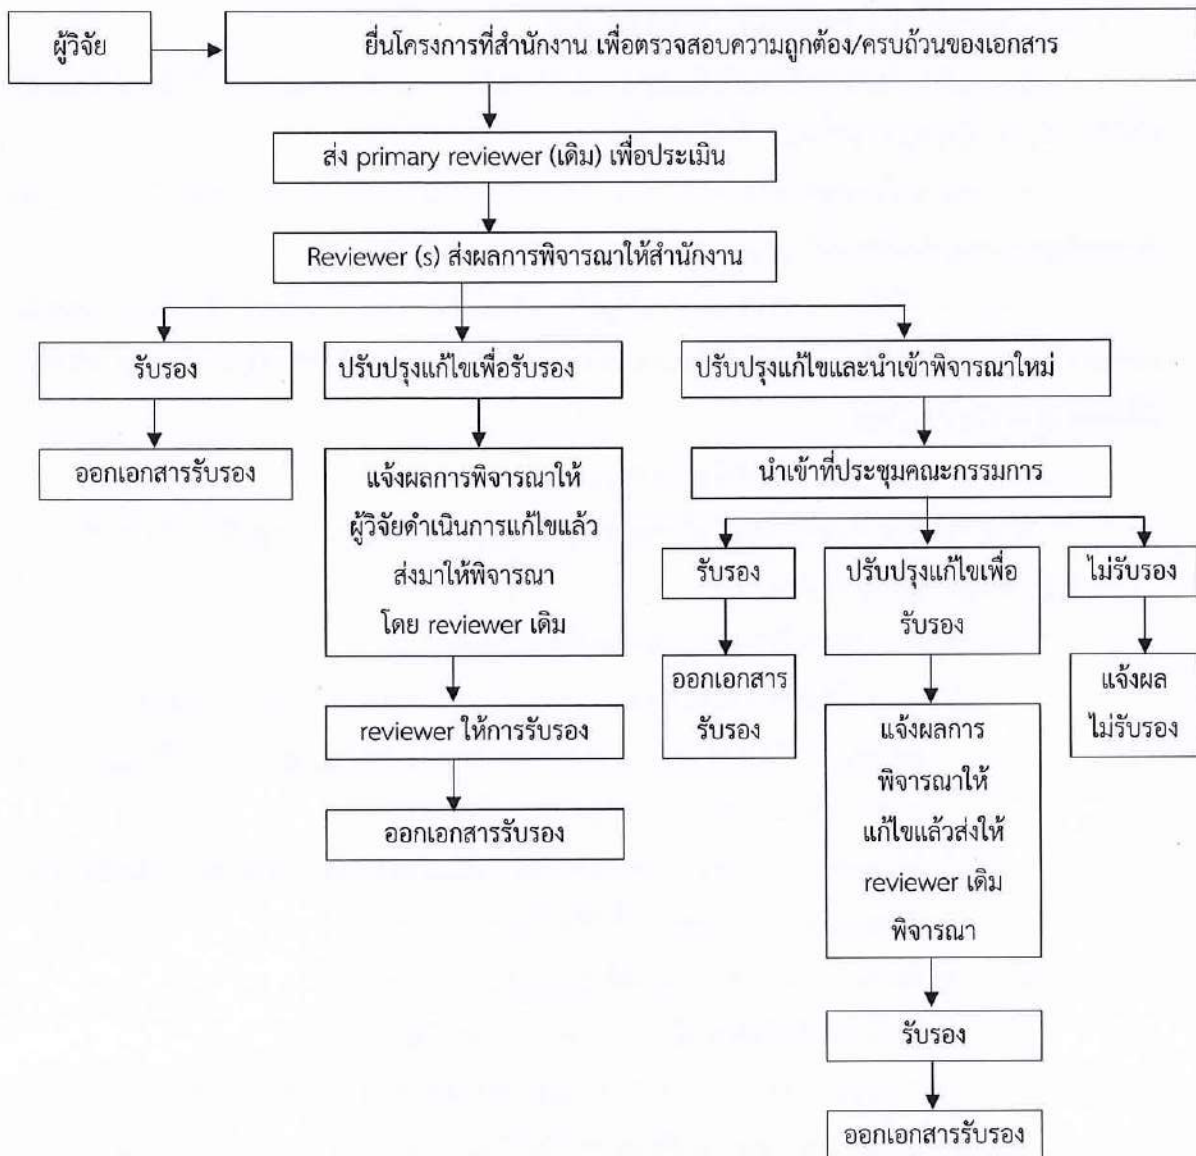 ผู้วิจัย
ยื่นโครงการที่สำนักงาน เพื่อตรวจสอบความถูกต้อง/ครบถ้วนของเอกสาร
ส่ง primary reviewer (เดิม) เพื่อประเมิน
Reviewer (s) ส่งผลการพิจารณาให้สำนักงาน
รับรอง
ออกเอกสารรับรอง
ปรับปรุงแก้ไขเพื่อรับรอง
แจ้งผลการพิจารณาให้
ผู้วิจัยดำเนินการแก้ไขแล้ว
ส่งมาให้พิจารณา
โดย reviewer เดิม
reviewer ให้การรับรอง
ออกเอกสารรับรอง
ปรับปรุงแก้ไขและนำเข้าพิจารณาใหม่
นำเข้าที่ประชุมคณะกรรมการ
รับรอง
ออกเอกสาร
รับรอง
ปรับปรุงแก้ไขเพื่อ
รับรอง
แจ้งผลการ
พิจารณาให้
แก้ไขแล้วส่งให้
reviewer เดิม
พิจารณา
รับรอง
ออกเอกสารรับรอง
ไม่รับรอง
แจ้งผล
ไม่รับรอง